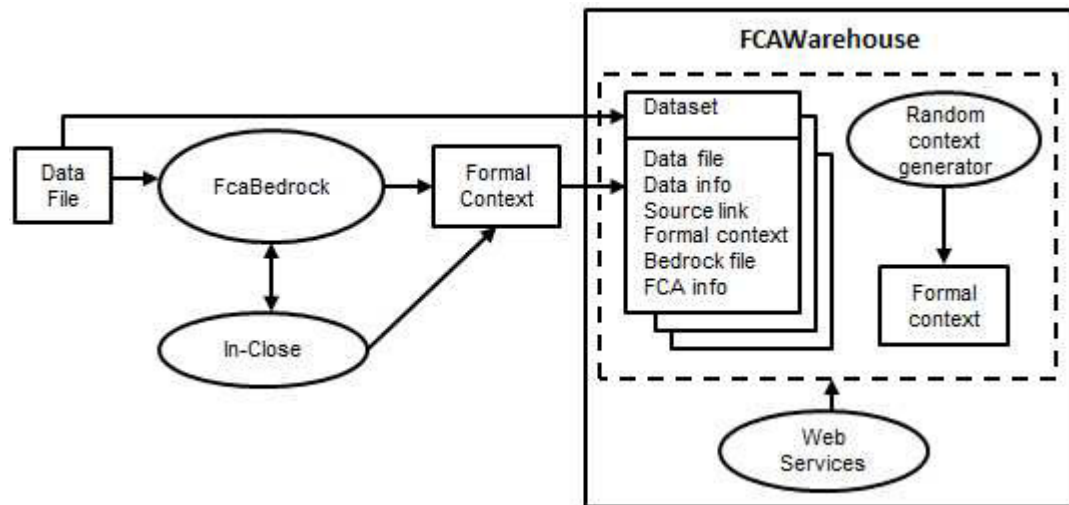 FCAWarehouse
Dataset
Data file
Data info
Source link
Formal context
Bedrock file
FCA info
Random
context
generator
Formal
context
Web
Services
Data
File
FcaBedrock
Formal
Context
In-Close